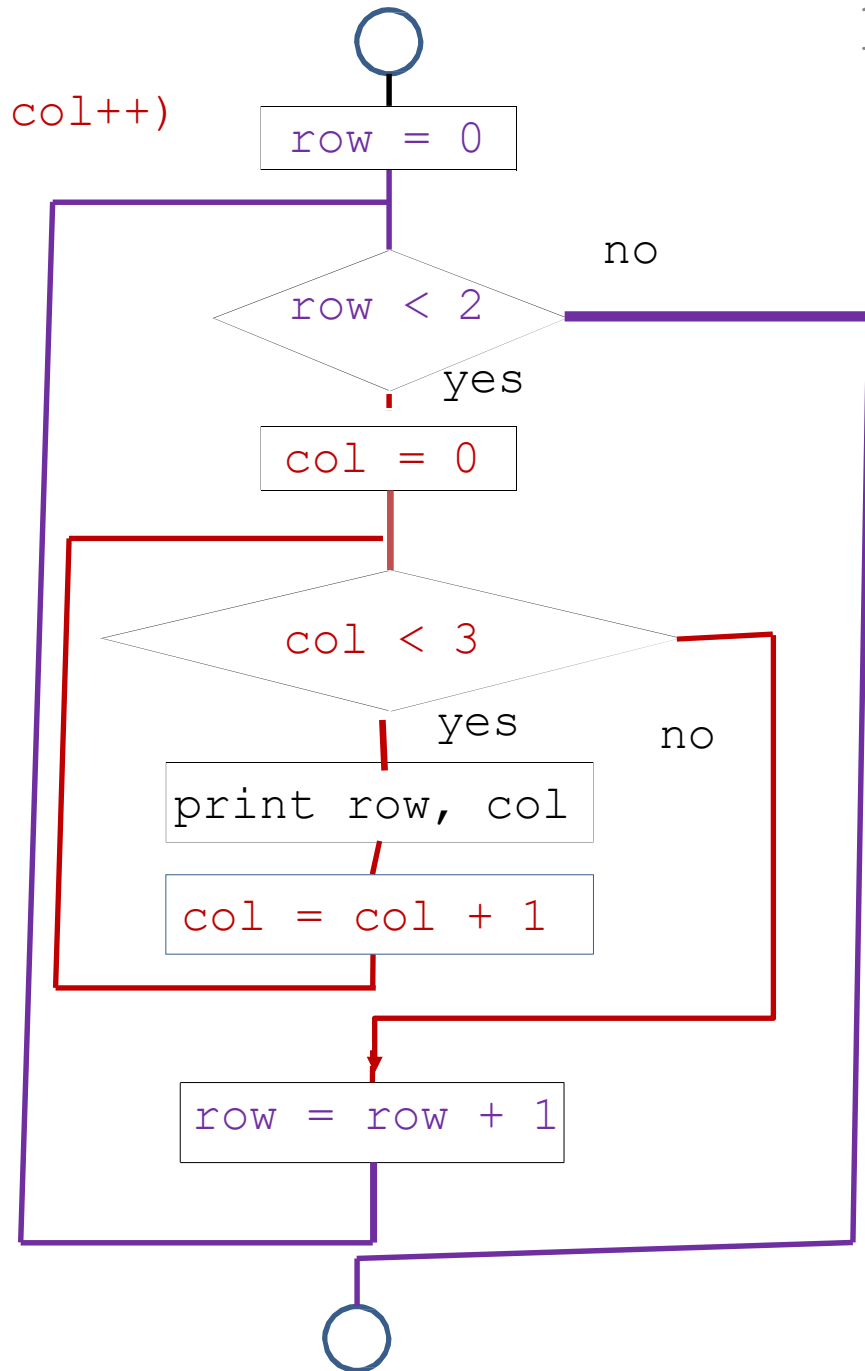 col++)
row = 0
no
row < 2
yes
col = 0
col < 3
yes
no
print row, col
col = col + 1
row = row + 1